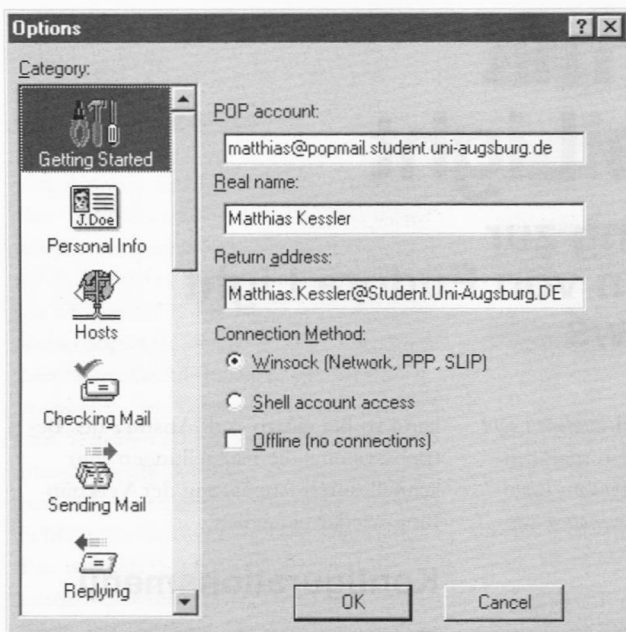 Options
Category:
Getting Started
J.Doe
Personal Info
Hosts
Checking Mail
Sending Mail
Replying
POP account:
matthias@popmail.student.uni-augsburg.de
Real name:
Matthias Kessler
Return address:
Matthias.Kessler@Student.Uni-Augsburg.DE
Connection Method:
Winsock (Network, PPP, SLIP)
Shell account access
Offline (no connections)
OK
Cancel